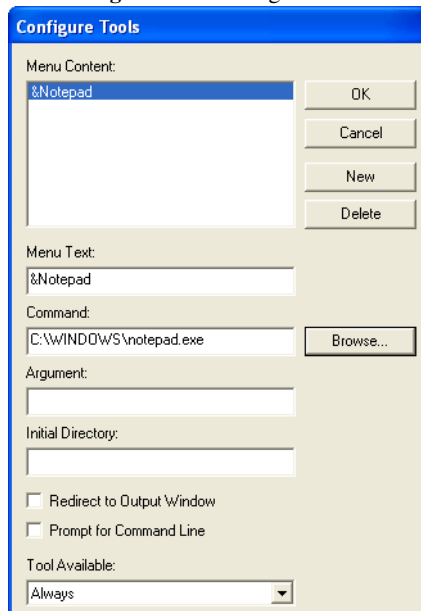 Configure Tools
Menu Content:
&Notepad
OK
Cancel
New
Delete
Menu Text:
&Notepad
Command:
C:\WINDOWS\notepad.exe
Browse...
Argument:
Initial Directory:
Redirect to Output Window
Prompt for Command Line
Tool Available:
Always